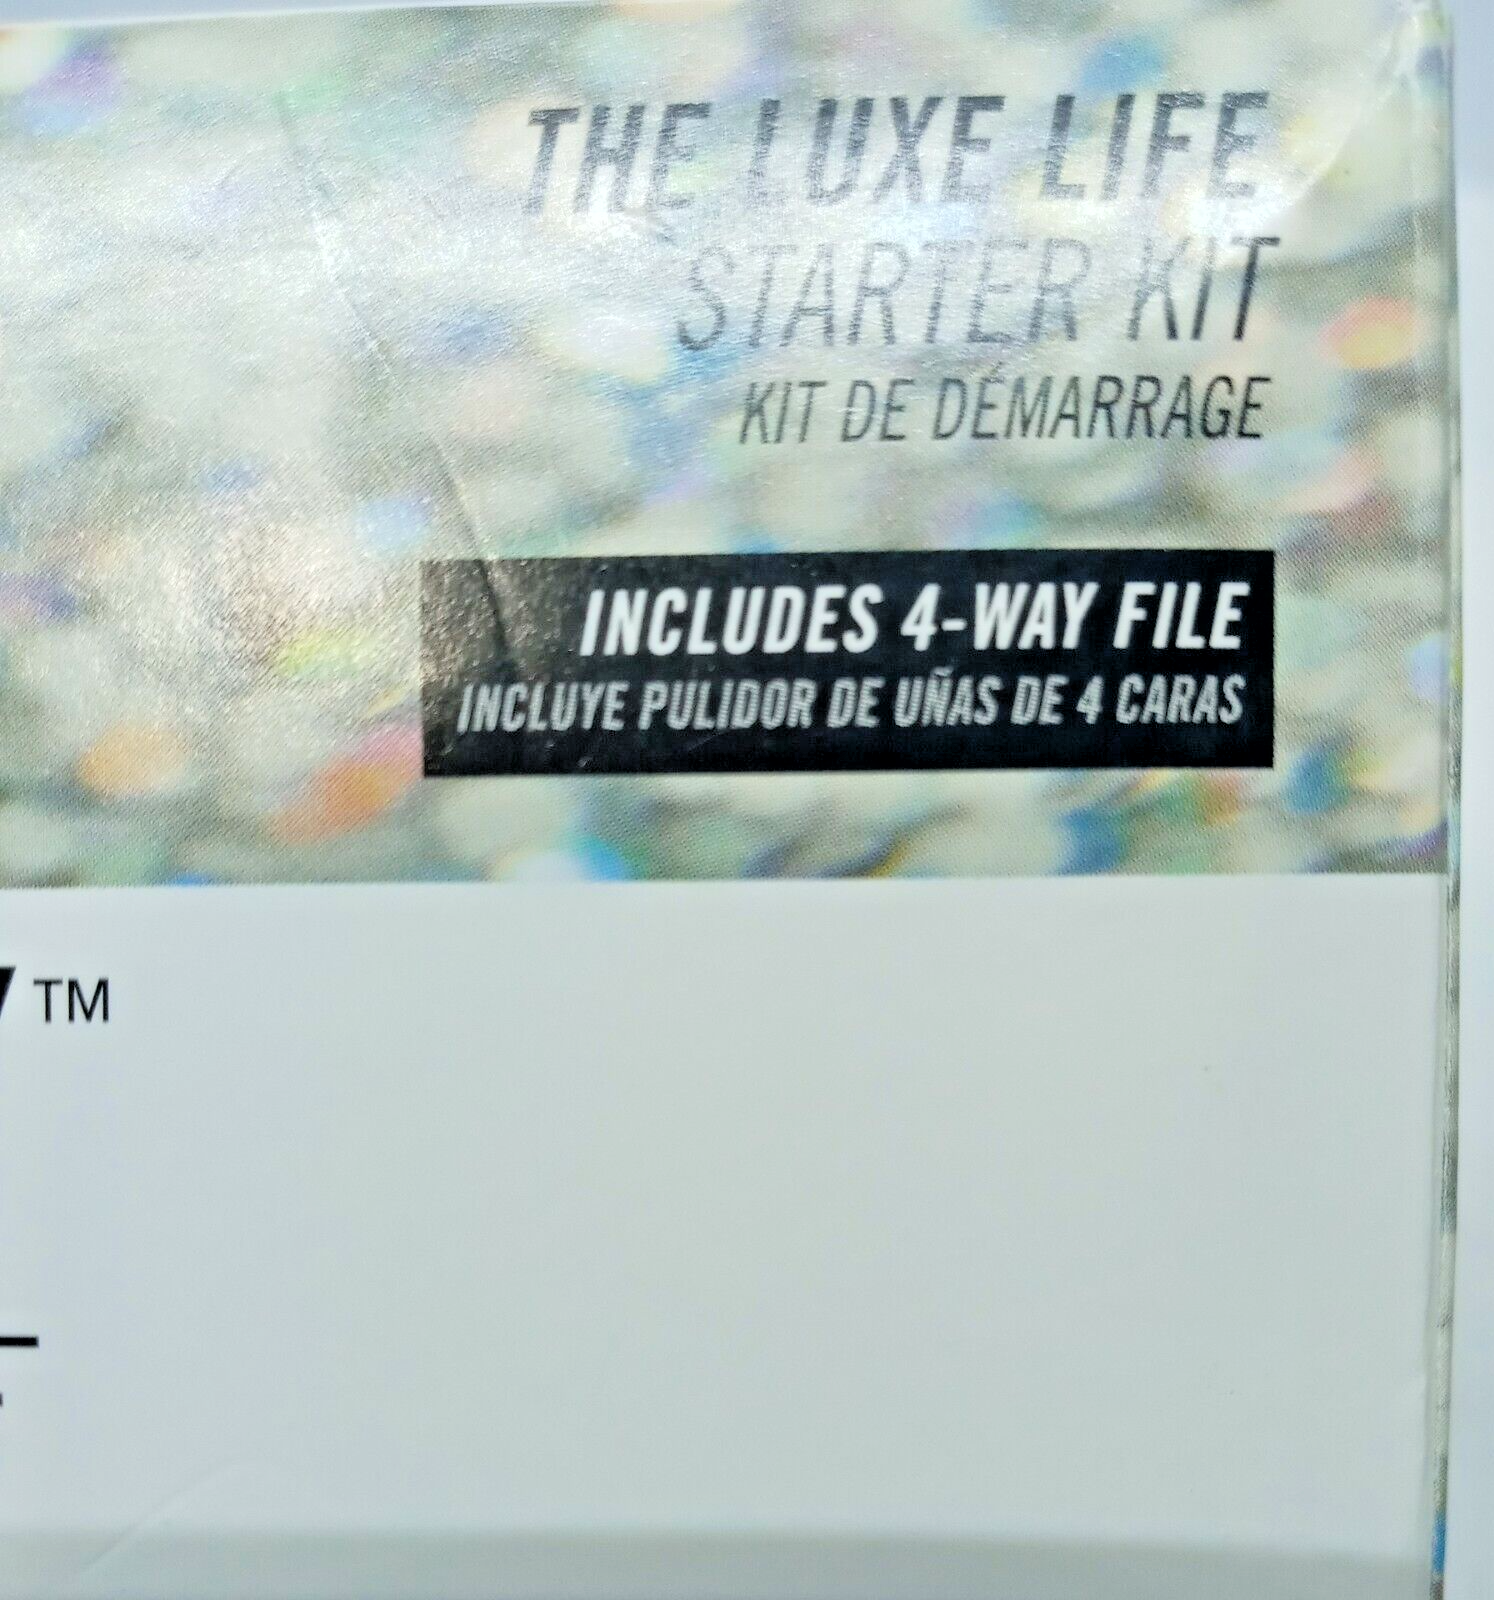 THE LUXE LIFE
STARTER KIT
KIT DE DÉMARRAGE
INCLUDES 4-WAY FILE
INCLUYE PULIDOR DE UÑAS DE 4 CARAS
TM